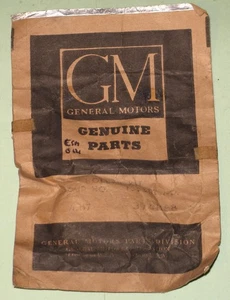 GM
GENERAL MOTORS
GENUINE
PARTS
GENERAL MOTORS PARTS DIVISION